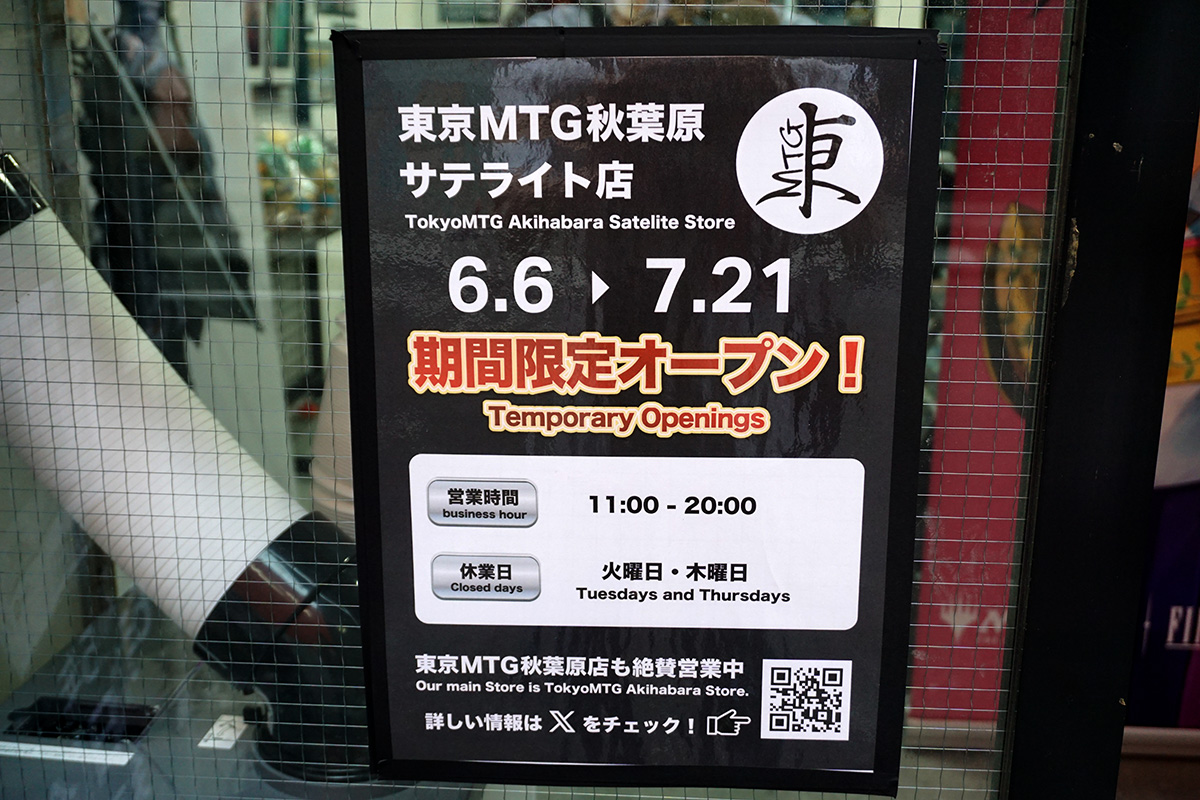 東京MTG秋葉原
サテライト店
TokyoMTG Akihabara Satelite Store
MTG
東
6.6 ▶ 7.21
期間限定オープン！
Temporary Openings
営業時間
business hour
11:00 - 20:00
休業日
Closed days
火曜日・木曜日
Tuesdays and Thursdays
東京MTG秋葉原店も絶賛営業中
Our main Store is TokyoMTG Akihabara Store.
詳しい情報は X をチェック！